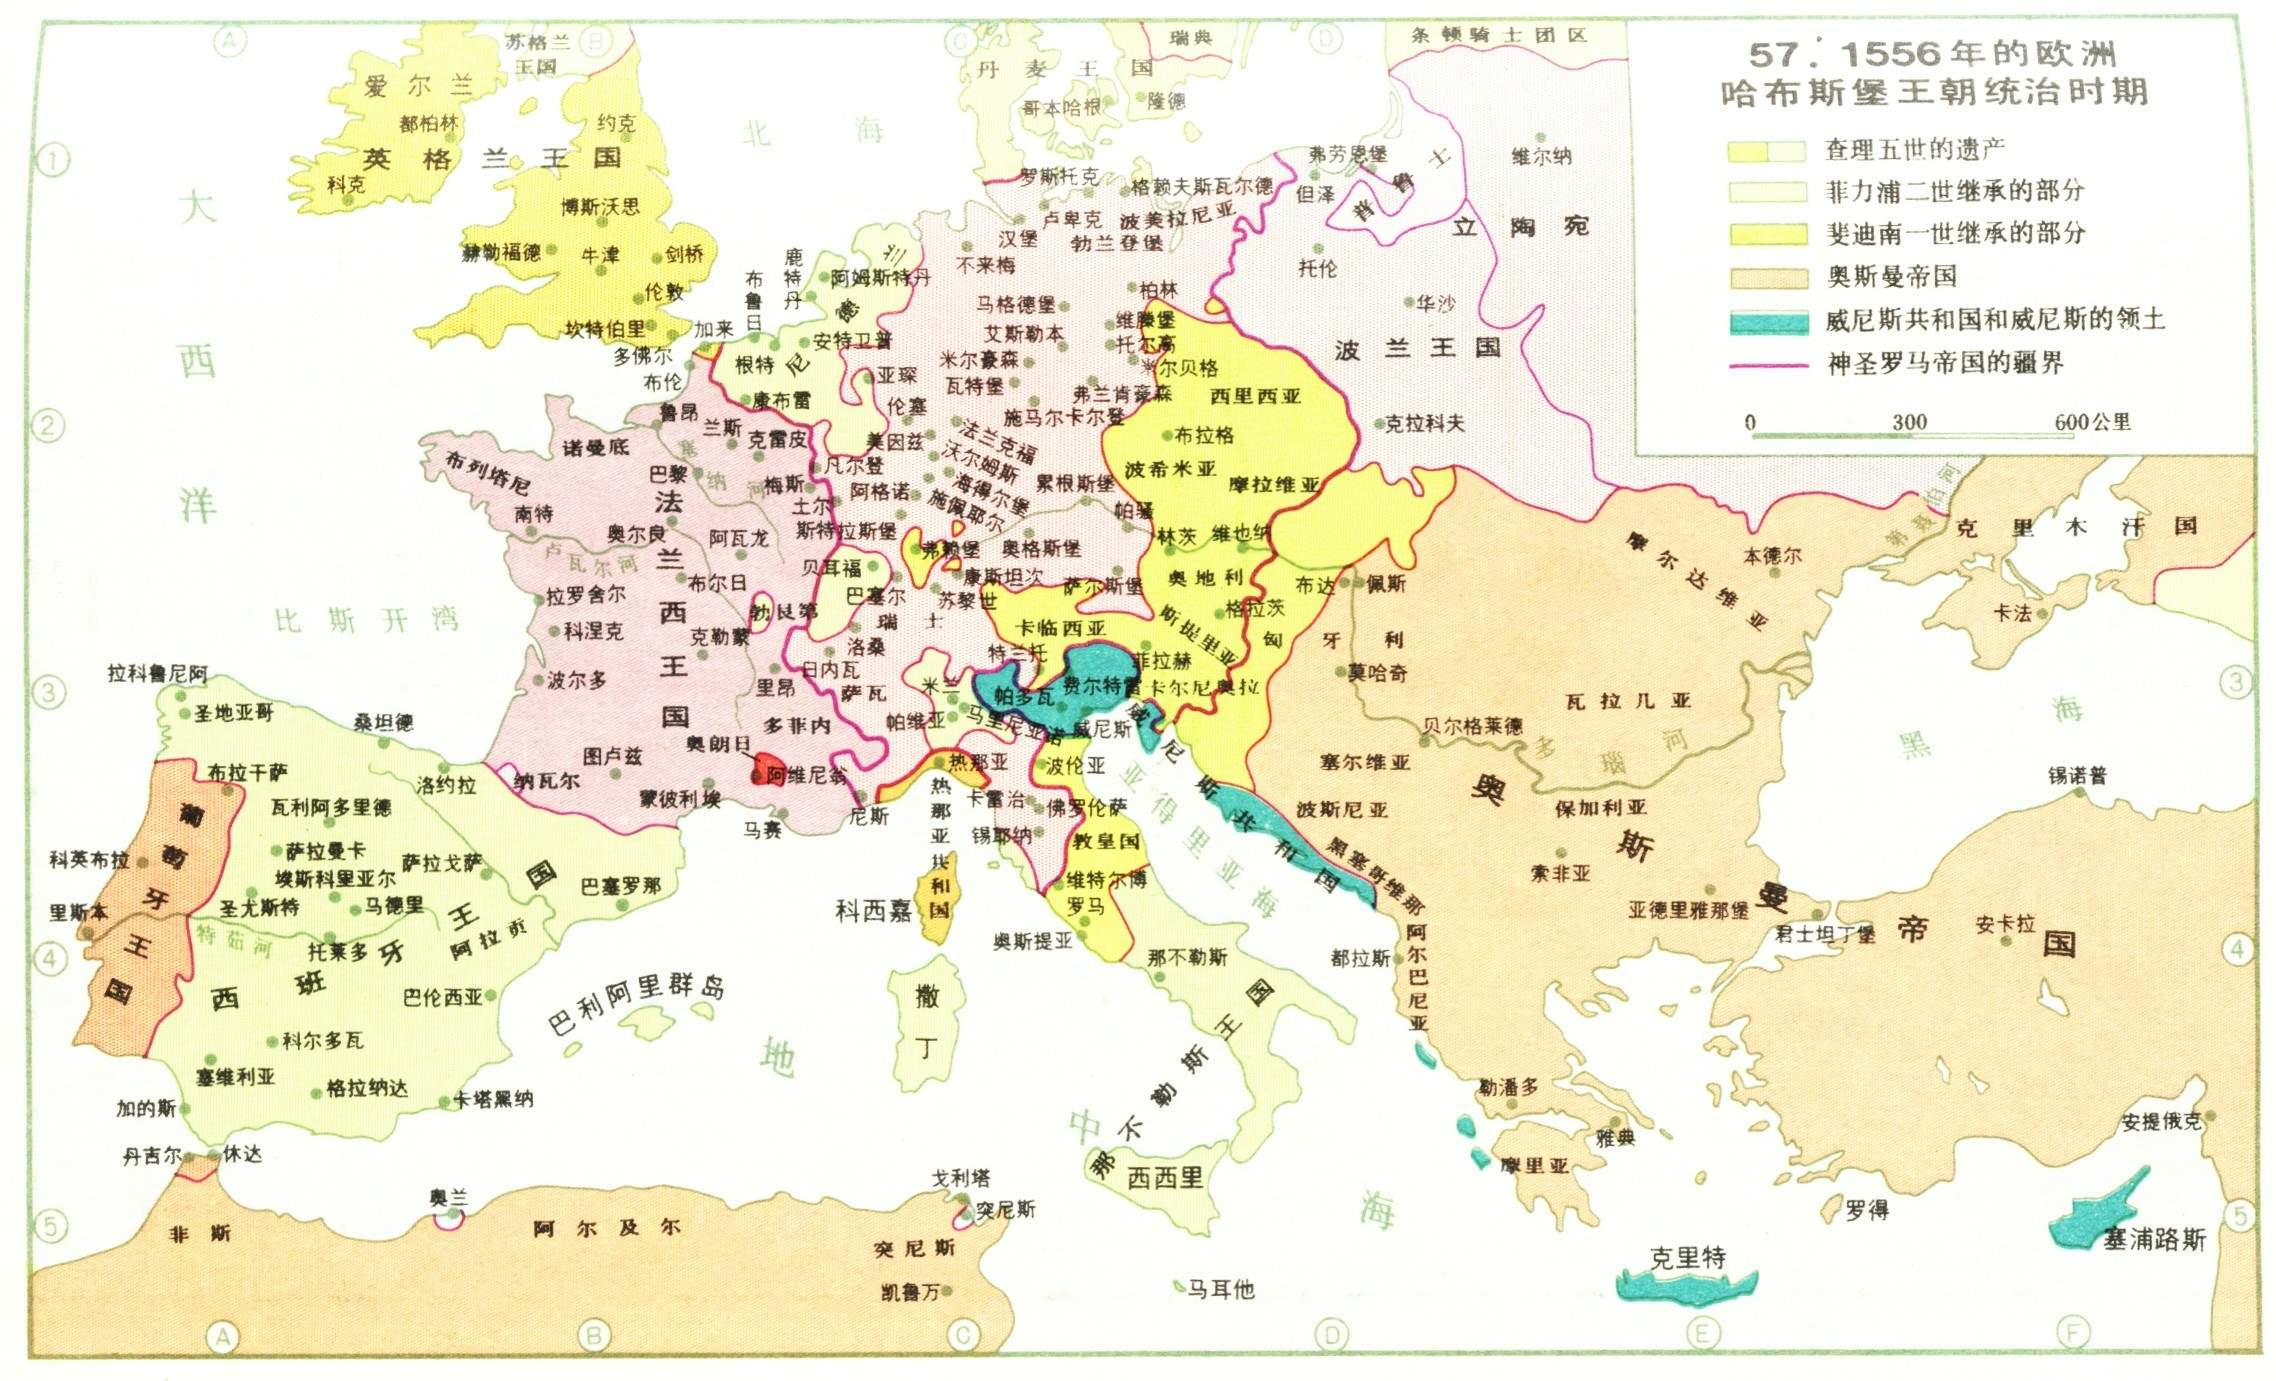 57. 1556年的欧洲
哈布斯堡王朝统治时期
查理五世的遗产
菲力浦二世继承的部分
斐迪南一世继承的部分
奥斯曼帝国
威尼斯共和国和威尼斯的领土
神圣罗马帝国的疆界
0 300 600公里
A B C D
苏格兰
王国
瑞典
条顿骑士团区
爱尔兰
丹麦王国
哥本哈根
隆德
都柏林
约克
北海
英格兰王国
1
科克
弗劳恩堡
普鲁士
维尔纳
罗斯托克
格赖夫斯瓦尔德
但泽
大西洋
博斯沃思
卢卑克
波美拉尼亚
立陶宛
汉堡
勃兰登堡
赫勒福德
牛津
剑桥
鹿特丹
布鲁日
阿姆斯特丹
不来梅
托伦
伦敦
马格德堡
柏林
华沙
坎特伯里
加来
安特卫普
艾斯勒本
维滕堡
托尔高
多佛尔
根特
尼德兰
米尔豪森
米尔贝格
波兰王国
布伦
亚琛
瓦特堡
弗兰肯豪森
西里西亚
康布雷
伦塞
施马尔卡尔登
2
鲁昂
兰斯
克雷皮
美因兹
法兰克福
布拉格
克拉科夫
诺曼底
沃尔姆斯
布列塔尼
塞纳河
巴黎
凡尔登
海得尔堡
累根斯堡
波希米亚
摩拉维亚
梅斯
阿格诺
施佩耶尔
南特
土尔
帕骚
法兰西王国
奥尔良
阿瓦龙
斯特拉斯堡
林茨
维也纳
摩尔达维亚
本德尔
第聂伯河
克里木汗国
卢瓦尔河
弗赖堡
奥格斯堡
贝耳福
康斯坦次
萨尔斯堡
奥地利
布达
佩斯
布尔日
拉罗舍尔
巴塞尔
苏黎世
格拉茨
卡法
比斯开湾
勃艮第
瑞士
卡临西亚
斯提里亚
匈牙利
科涅克
克勒蒙
洛桑
特兰托
菲拉赫
拉科鲁尼阿
日内瓦
莫哈奇
3
波尔多
里昂
萨瓦
米兰
帕多瓦
费尔特雷
卡尔尼奥拉
瓦拉几亚
3
圣地亚哥
桑坦德
多非内
帕维亚
马里尼亚诺
威尼斯
贝尔格莱德
多瑙河
黑海
奥朗日
图卢兹
热那亚
波伦亚
塞尔维亚
锡诺普
布拉干萨
洛约拉
纳瓦尔
阿维尼翁
蒙彼利埃
尼斯
卡雷治
佛罗伦萨
亚得里亚海
波斯尼亚
保加利亚
瓦利阿多里德
马赛
锡耶纳
热那亚共和国
教皇国
威尼斯共和国
黑塞哥维那
奥斯曼帝国
葡萄牙王国
科英布拉
萨拉曼卡
萨拉戈萨
索非亚
埃斯科里亚尔
巴塞罗那
维特尔博
里斯本
圣尤斯特
马德里
科西嘉
罗马
亚德里雅那堡
特茹河
托莱多
阿拉贡
奥斯提亚
君士坦丁堡
安卡拉
4
西班牙王国
那不勒斯
都拉斯
阿尔巴尼亚
4
巴伦西亚
巴利阿里群岛
撒丁
那不勒斯王国
科尔多瓦
地中海
塞维利亚
格拉纳达
卡塔黑纳
勒潘多
加的斯
雅典
安提俄克
丹吉尔
休达
西西里
摩里亚
戈利塔
奥兰
突尼斯
罗得
5
非斯
阿尔及尔
突尼斯
塞浦路斯
5
克里特
凯鲁万
马耳他
A B C D E F